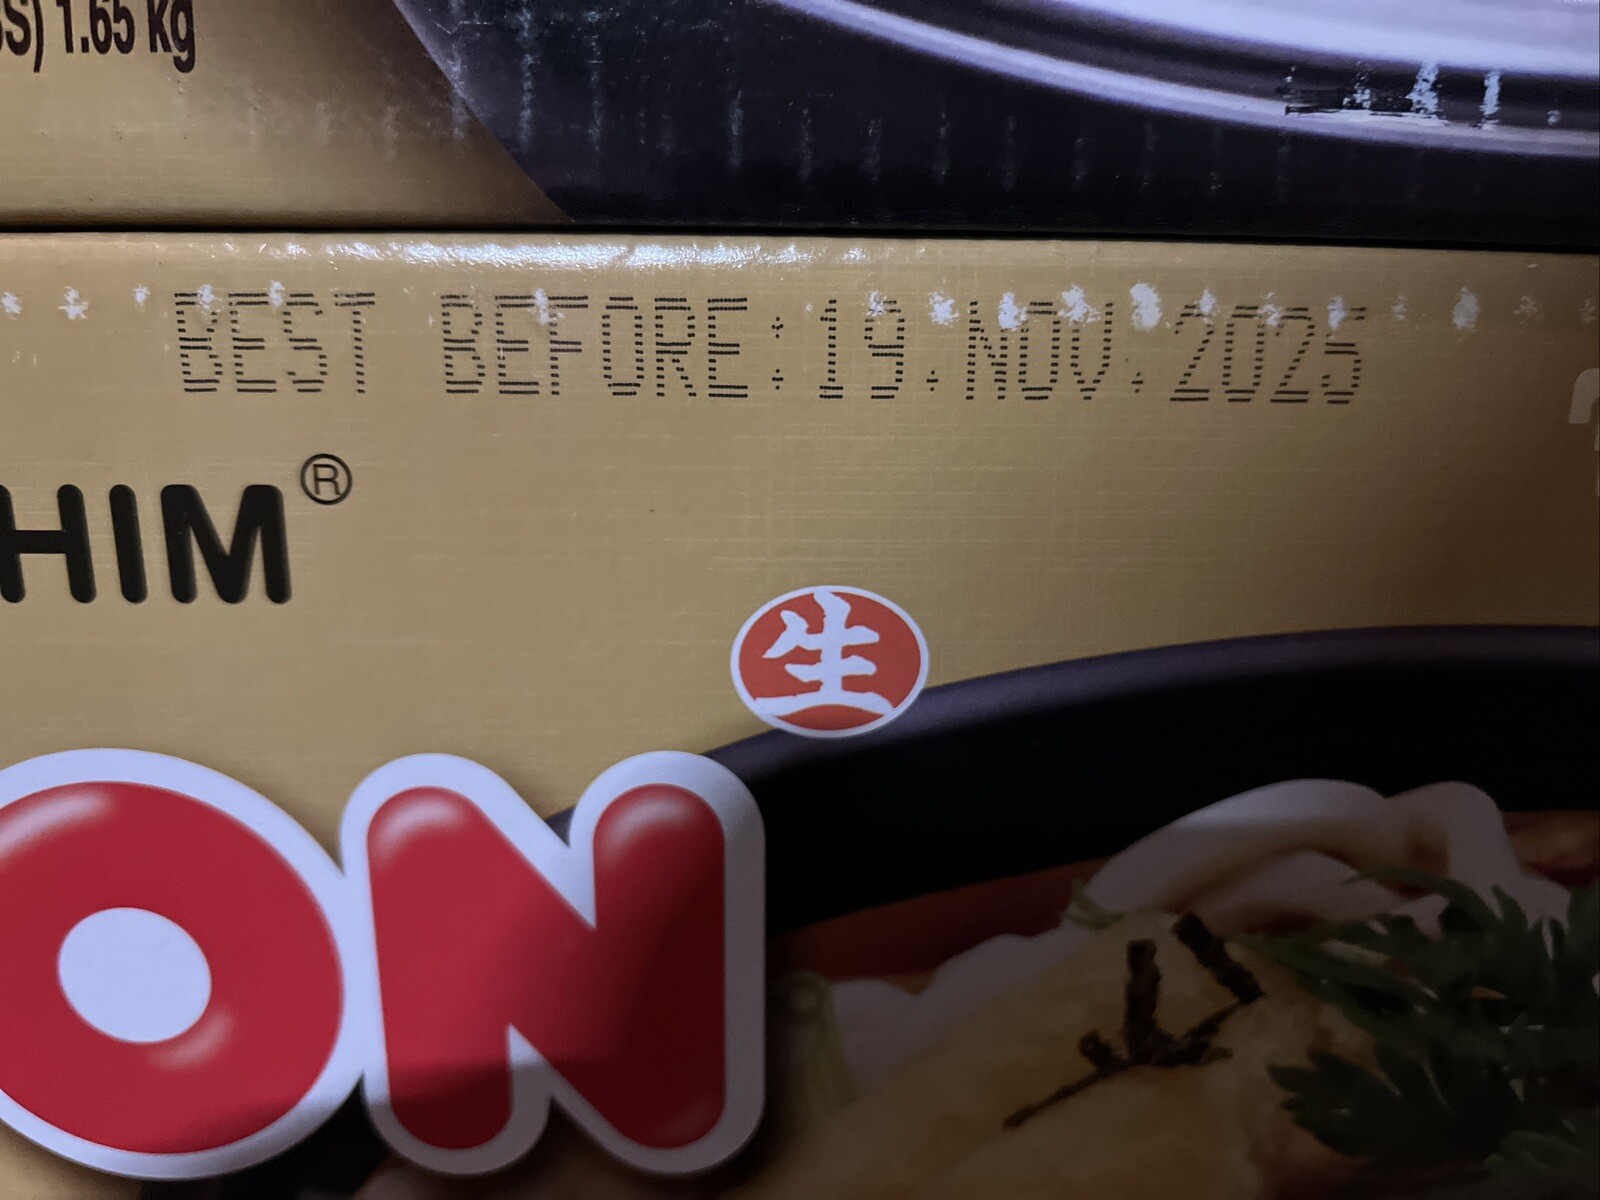 1.65 kg
BEST BEFORE:19.NOV.2025
HIM®
生
ON